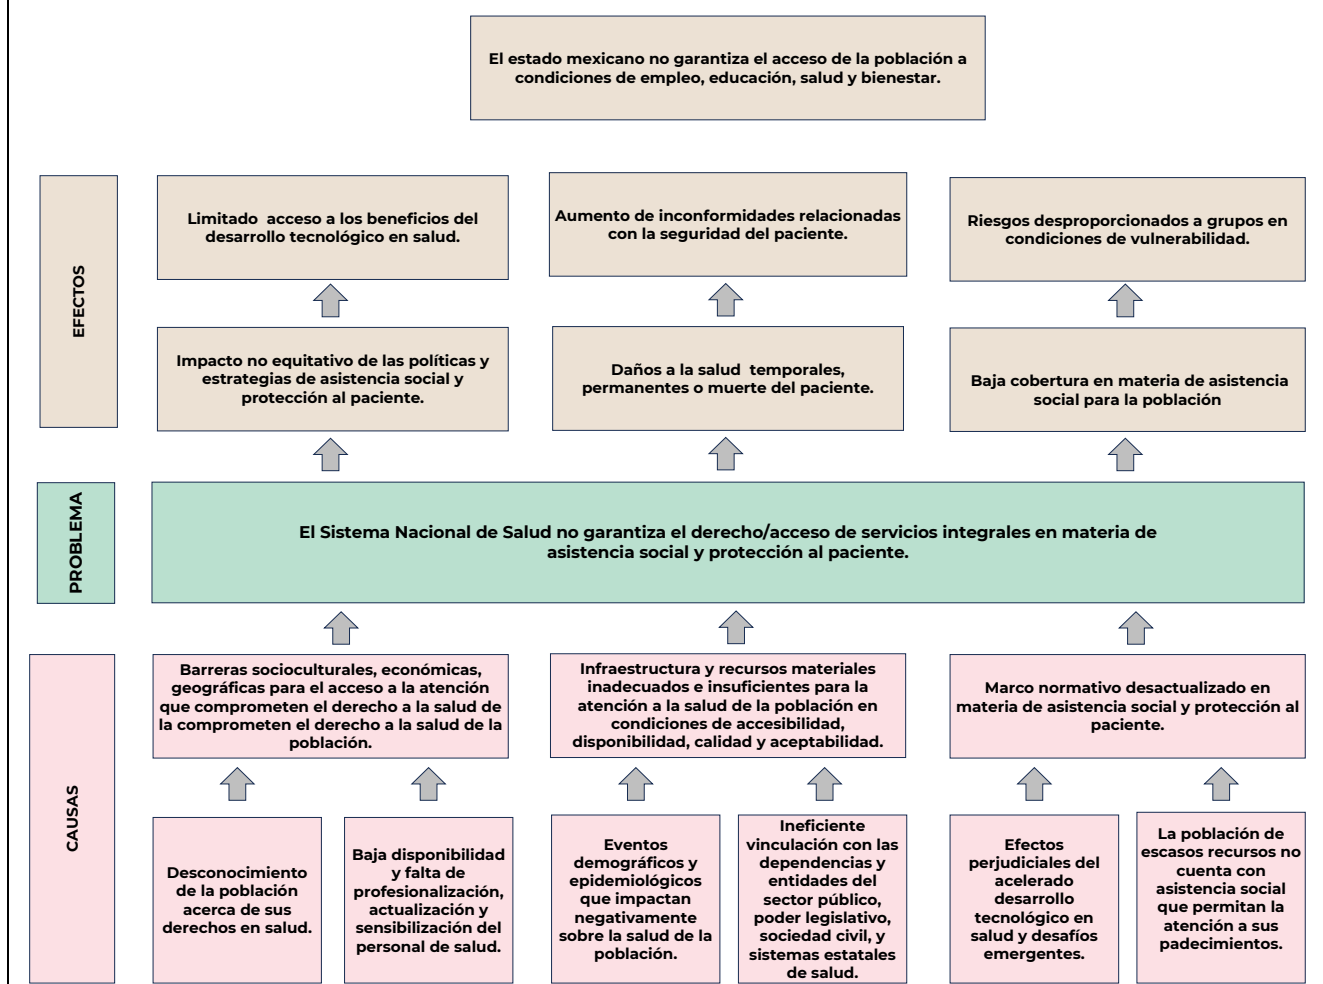 El estado mexicano no garantiza el acceso de la población a
condiciones de empleo, educación, salud y bienestar.
EFECTOS
Limitado  acceso a los beneficios del
desarrollo tecnológico en salud.
Aumento de inconformidades relacionadas
con la seguridad del paciente.
Riesgos desproporcionados a grupos en
condiciones de vulnerabilidad.
Impacto no equitativo de las políticas y
estrategias de asistencia social y
protección al paciente.
Daños a la salud  temporales,
permanentes o muerte del paciente.
Baja cobertura en materia de asistencia
social para la población
PROBLEMA
El Sistema Nacional de Salud no garantiza el derecho/acceso de servicios integrales en materia de
asistencia social y protección al paciente.
CAUSAS
Barreras socioculturales, económicas,
geográficas para el acceso a la atención
que comprometen el derecho a la salud de
la comprometen el derecho a la salud de la
población.
Infraestructura y recursos materiales
inadecuados e insuficientes para la
atención a la salud de la población en
condiciones de accesibilidad,
disponibilidad, calidad y aceptabilidad.
Marco normativo desactualizado en
materia de asistencia social y protección al
paciente.
Desconocimiento
de la población
acerca de sus
derechos en salud.
Baja disponibilidad
y falta de
profesionalización,
actualización y
sensibilización del
personal de salud.
Eventos
demográficos y
epidemiológicos
que impactan
negativamente
sobre la salud de la
población.
Ineficiente
vinculación con las
dependencias y
entidades del
sector público,
poder legislativo,
sociedad civil, y
sistemas estatales
de salud.
Efectos
perjudiciales del
acelerado
desarrollo
tecnológico en
salud y desafíos
emergentes.
La población de
escasos recursos no
cuenta con
asistencia social
que permitan la
atención a sus
padecimientos.